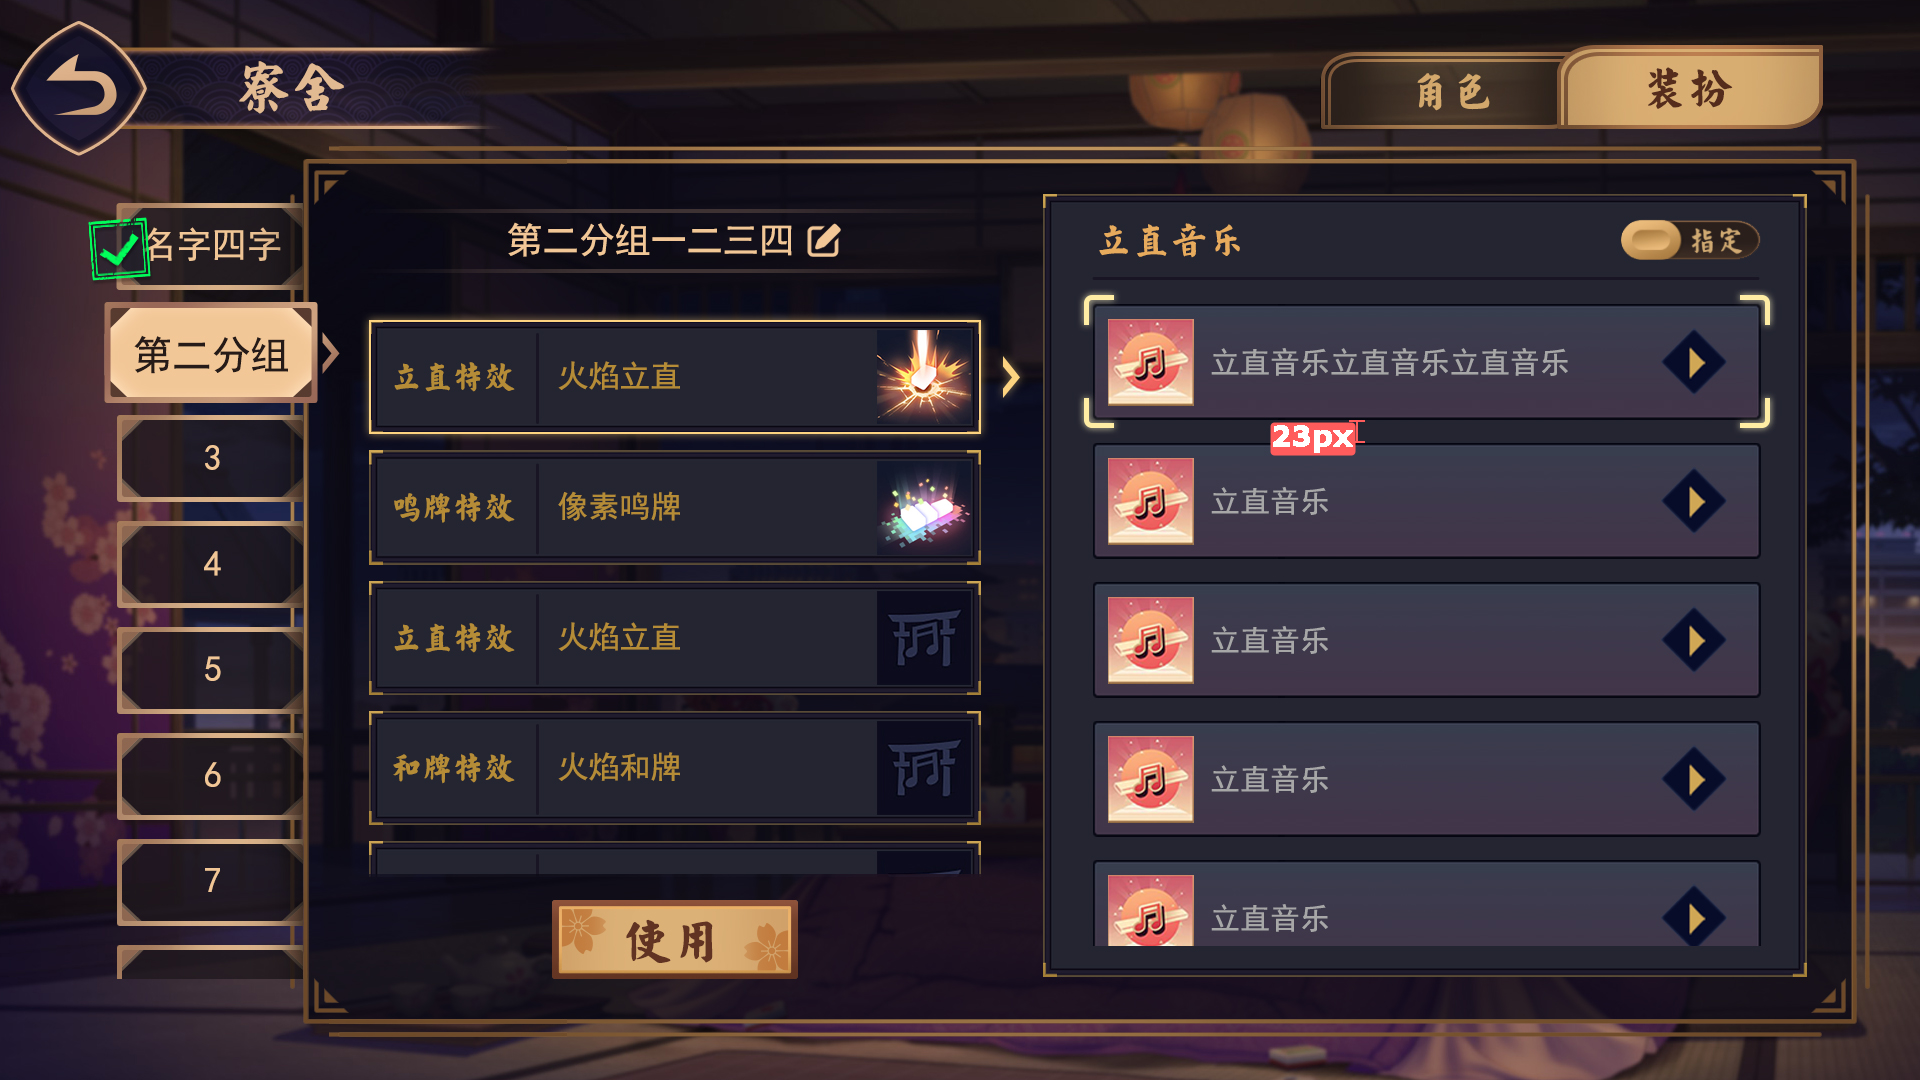 寮舍
角色
装扮
名字四字
第二分组
3
4
5
6
7
第二分组一二三四
立直特效
火焰立直
鸣牌特效
像素鸣牌
立直特效
火焰立直
和牌特效
火焰和牌
使用
立直音乐
指定
立直音乐立直音乐立直音乐
23px
立直音乐
立直音乐
立直音乐
立直音乐